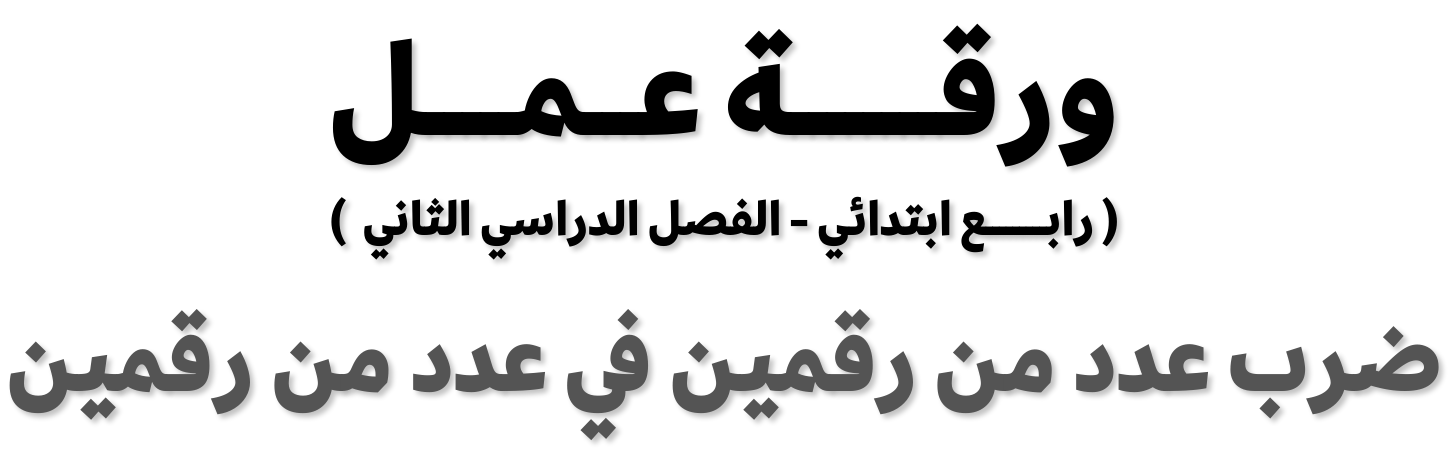 ورقة عمل
( رابع ابتدائي - الفصل الدراسي الثاني )
ضرب عدد من رقمين في عدد من رقمين